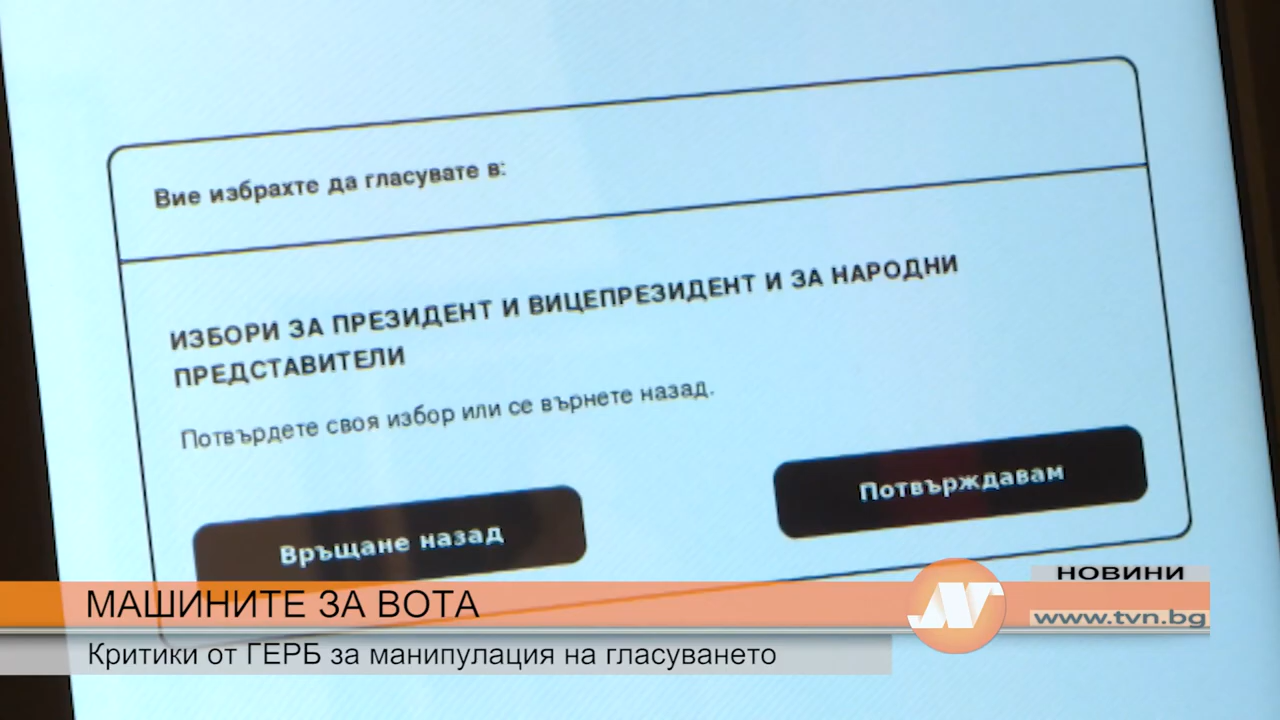 Вие избрахте да гласувате в:
ИЗБОРИ ЗА ПРЕЗИДЕНТ И ВИЦЕПРЕЗИДЕНТ И ЗА НАРОДНИ
ПРЕДСТАВИТЕЛИ
Потвърдете своя избор или се върнете назад.
Връщане назад
Потвърждавам
МАШИНИТЕ ЗА ВОТА
НОВИНИ
www.tvn.bg
Критики от ГЕРБ за манипулация на гласуването